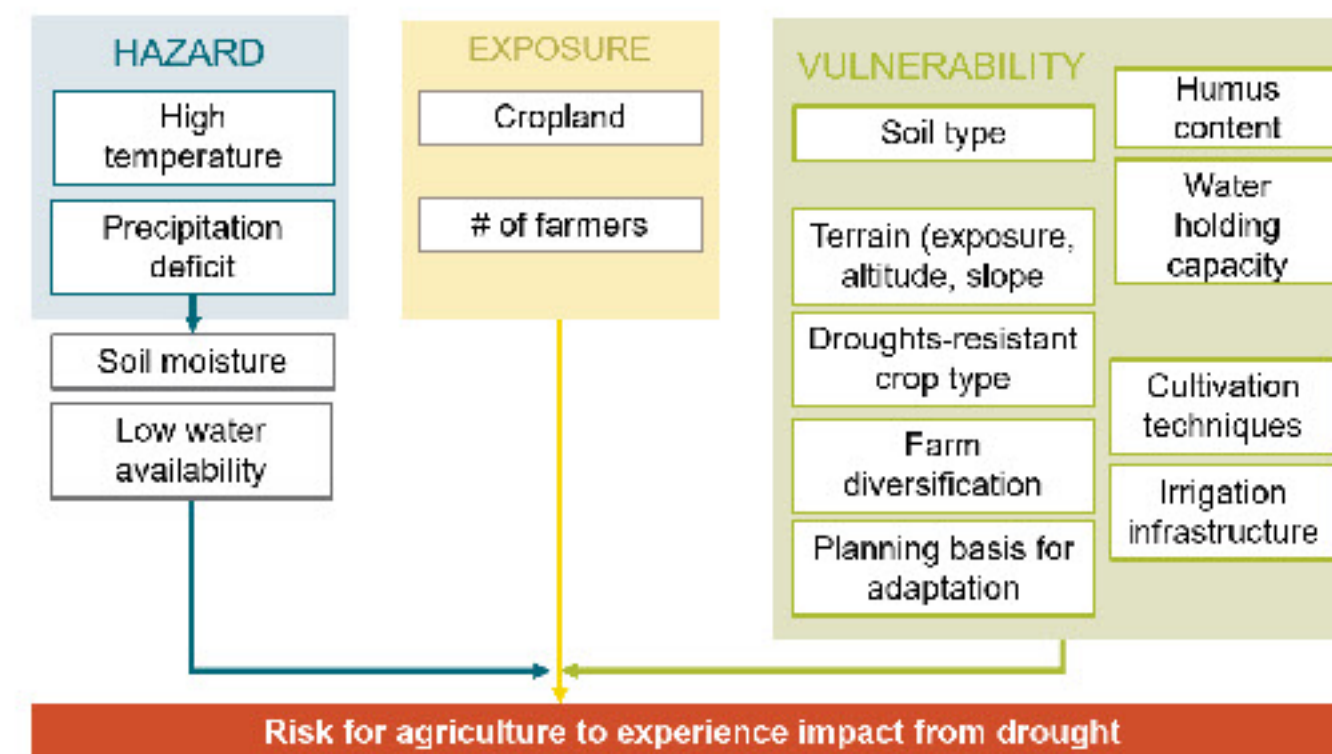 HAZARD
High
temperature
Precipitation
deficit
Soil moisture
Low water
availability
EXPOSURE
Cropland
# of farmers
VULNERABILITY
Soil type
Terrain (exposure,
altitude, slope
Droughts-resistant
crop type
Farm
diversification
Planning basis for
adaptation
Humus
content
Water
holding
capacity
Cultivation
techniques
Irrigation
infrastructure
Risk for agriculture to experience impact from drought